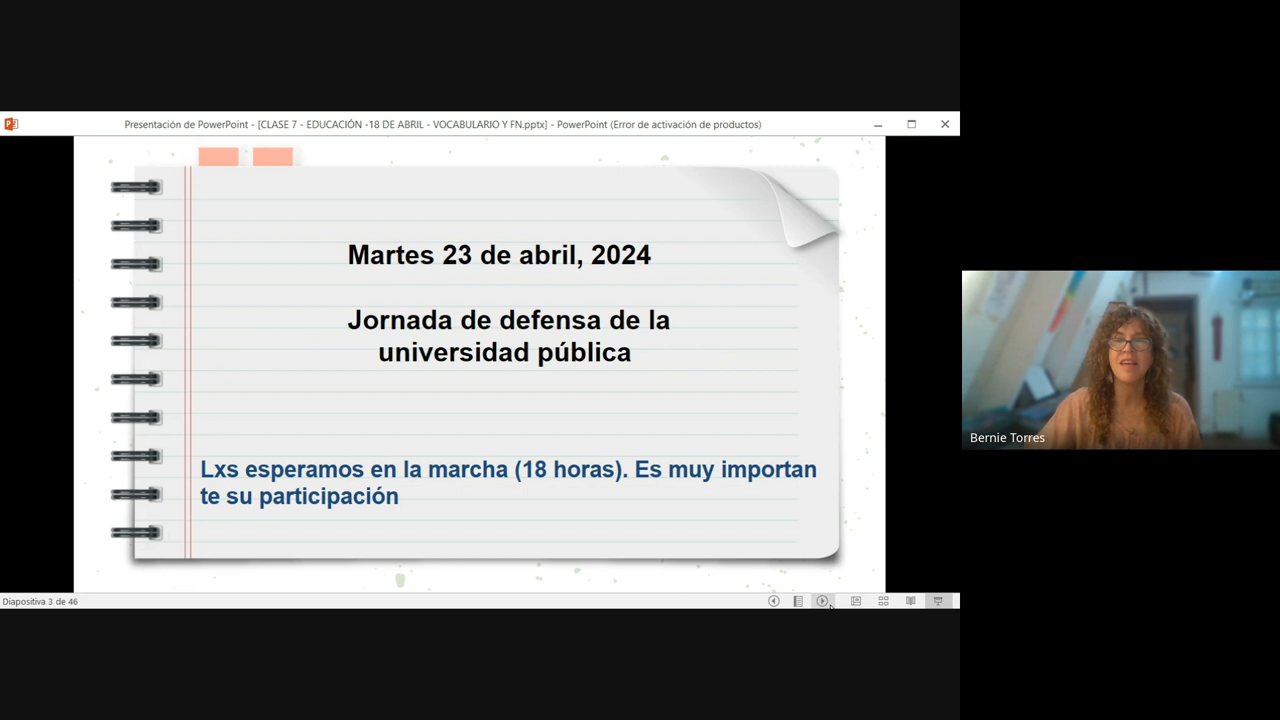 Presentación de PowerPoint - [CLASE 7 - EDUCACIÓN -18 DE ABRIL - VOCABULARIO Y FN.pptx] - PowerPoint (Error de activación de productos)
Martes 23 de abril, 2024
Jornada de defensa de la
universidad pública
Lxs esperamos en la marcha (18 horas). Es muy importan
te su participación
Bernie Torres
Diapositiva 3 de 46